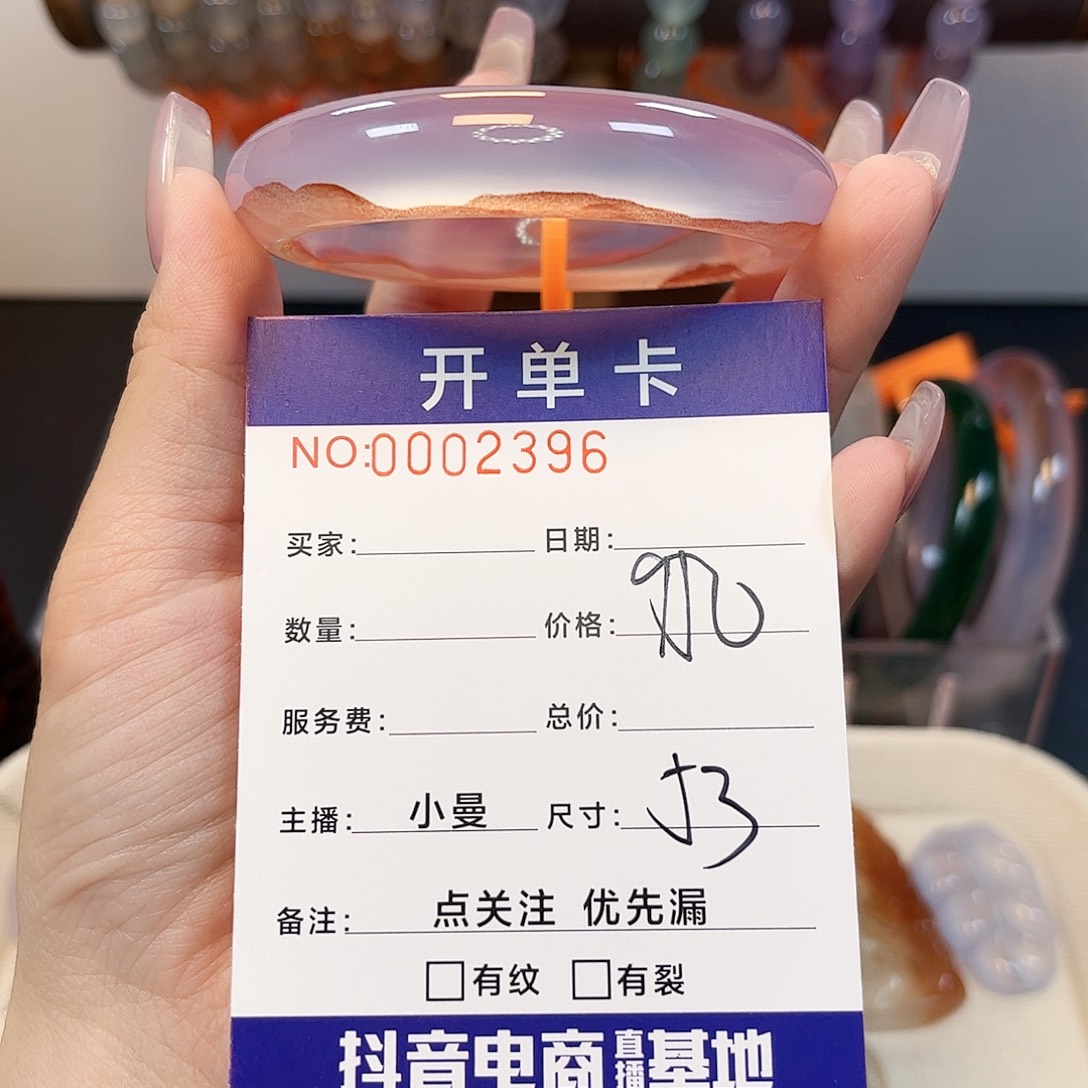 开单卡
NO:0002396
买家: 日期:
数量: 价格:
服务费: 总价:
主播: 小曼 尺寸: 53
备注: 点关注 优先漏
有纹 有裂
抖音电商直播基地